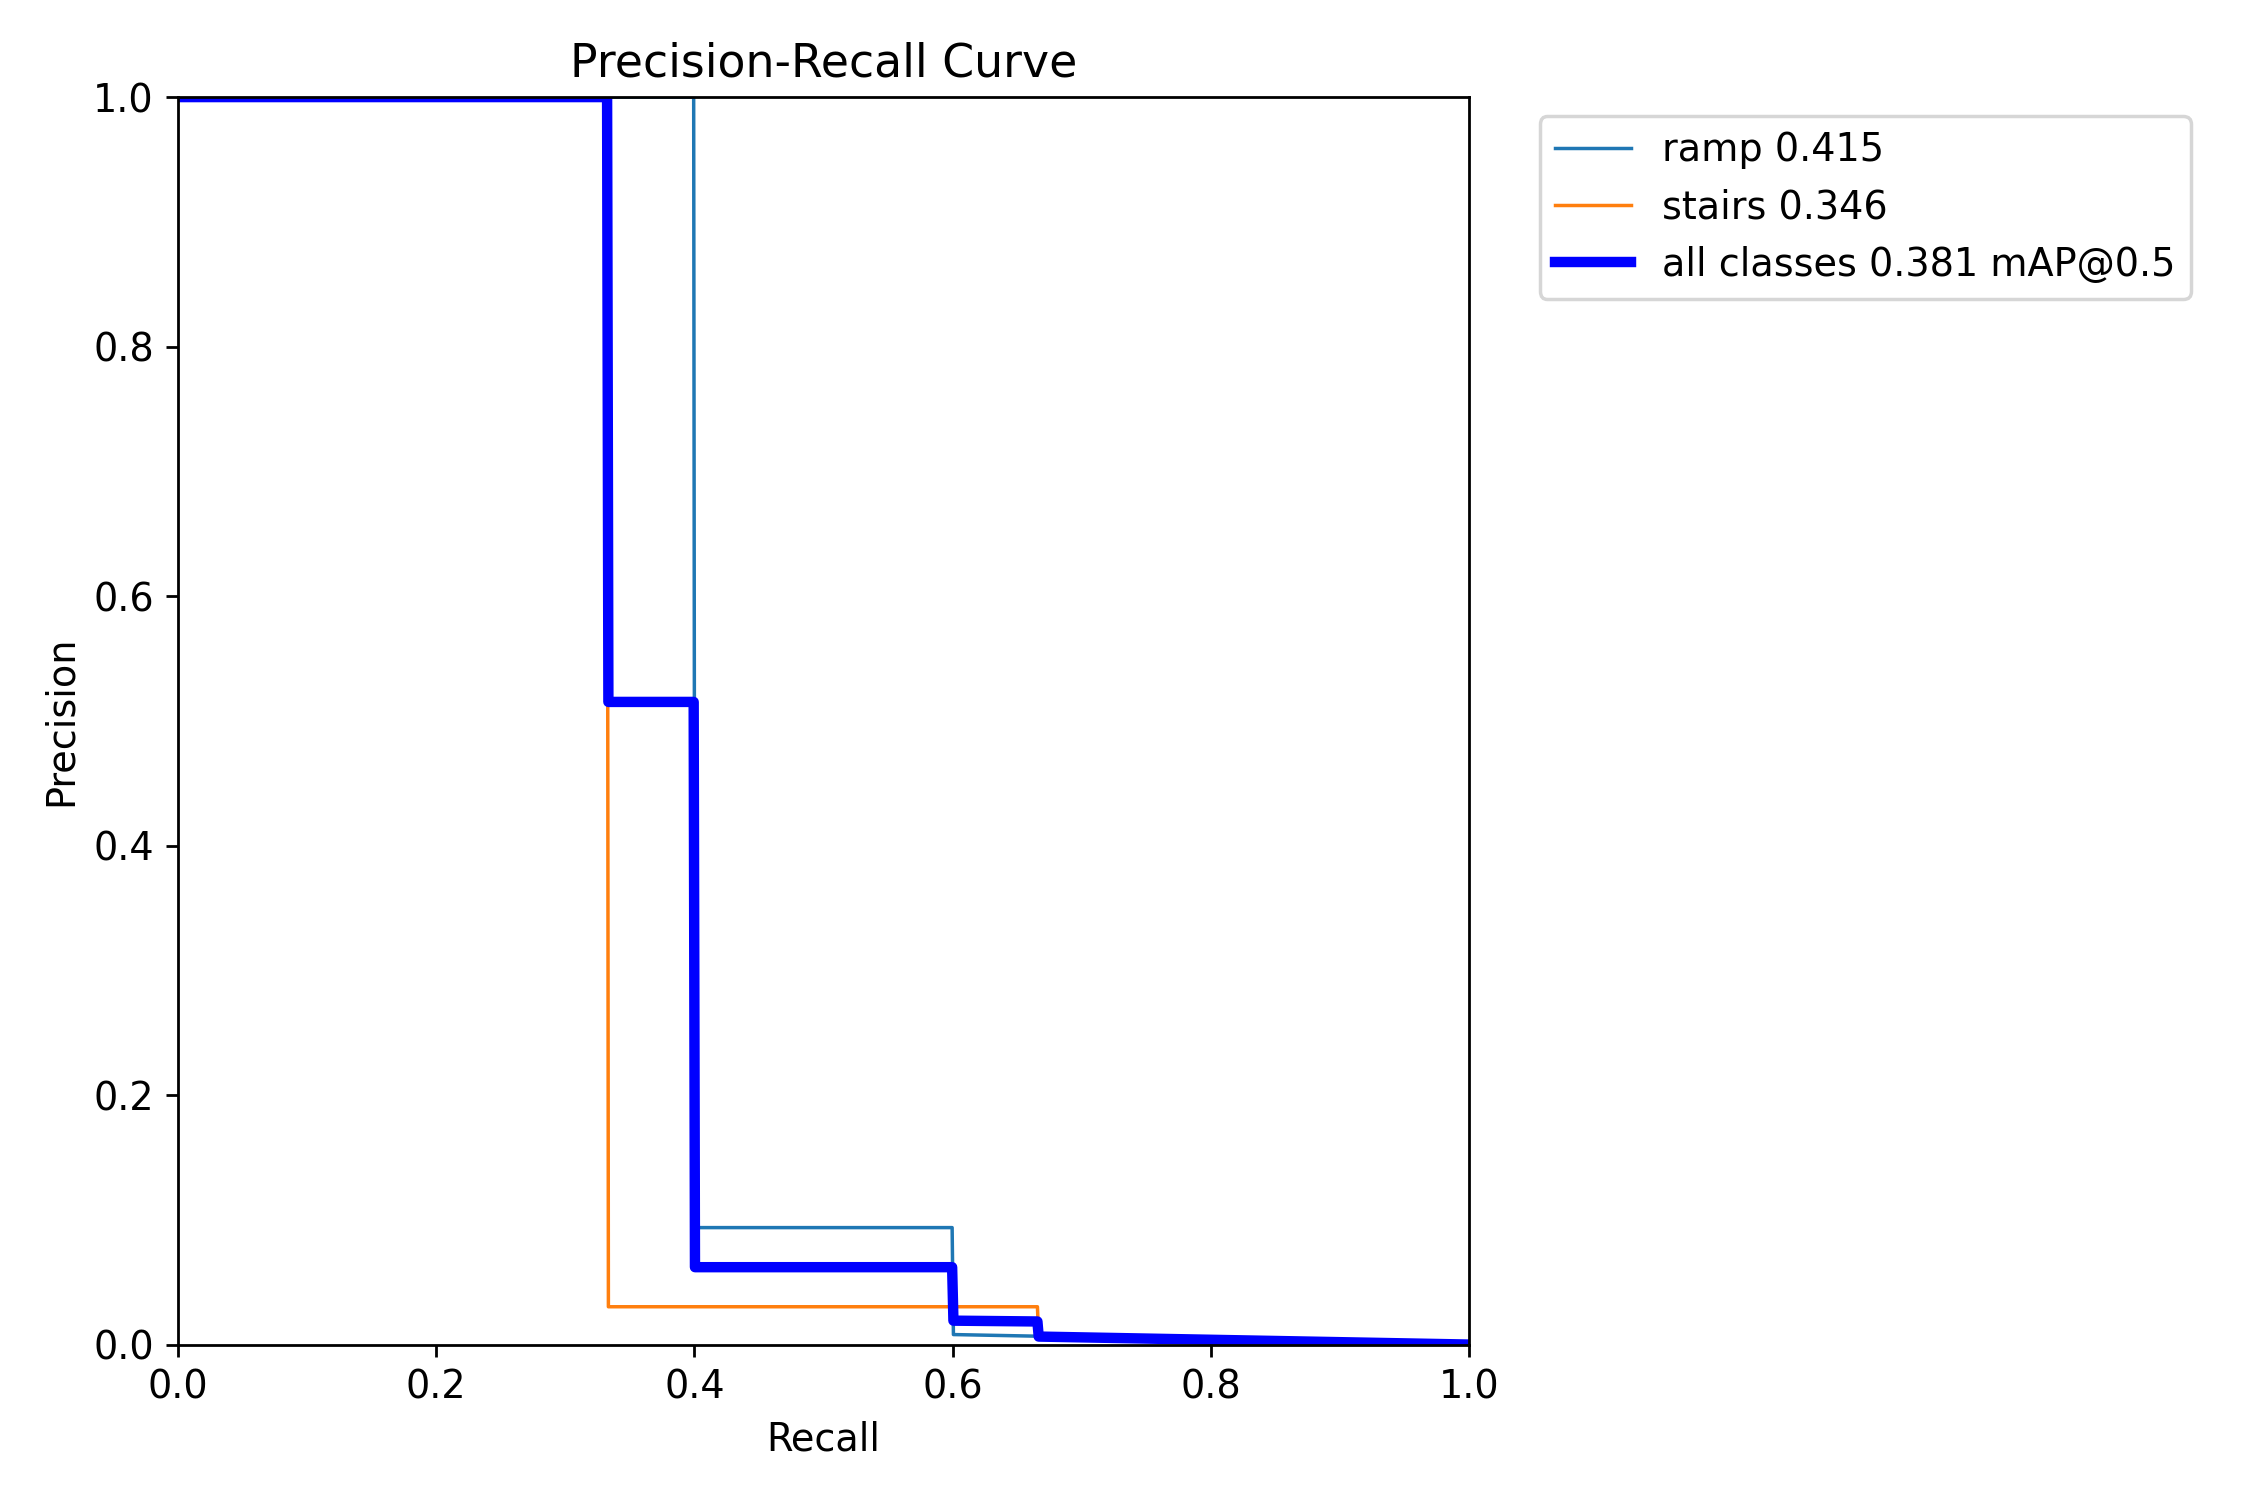 Precision-Recall Curve
1.0
0.8
0.6
0.4
0.2
0.0
Precision
0.0 0.2 0.4 0.6 0.8 1.0
Recall
ramp 0.415
stairs 0.346
all classes 0.381 mAP@0.5